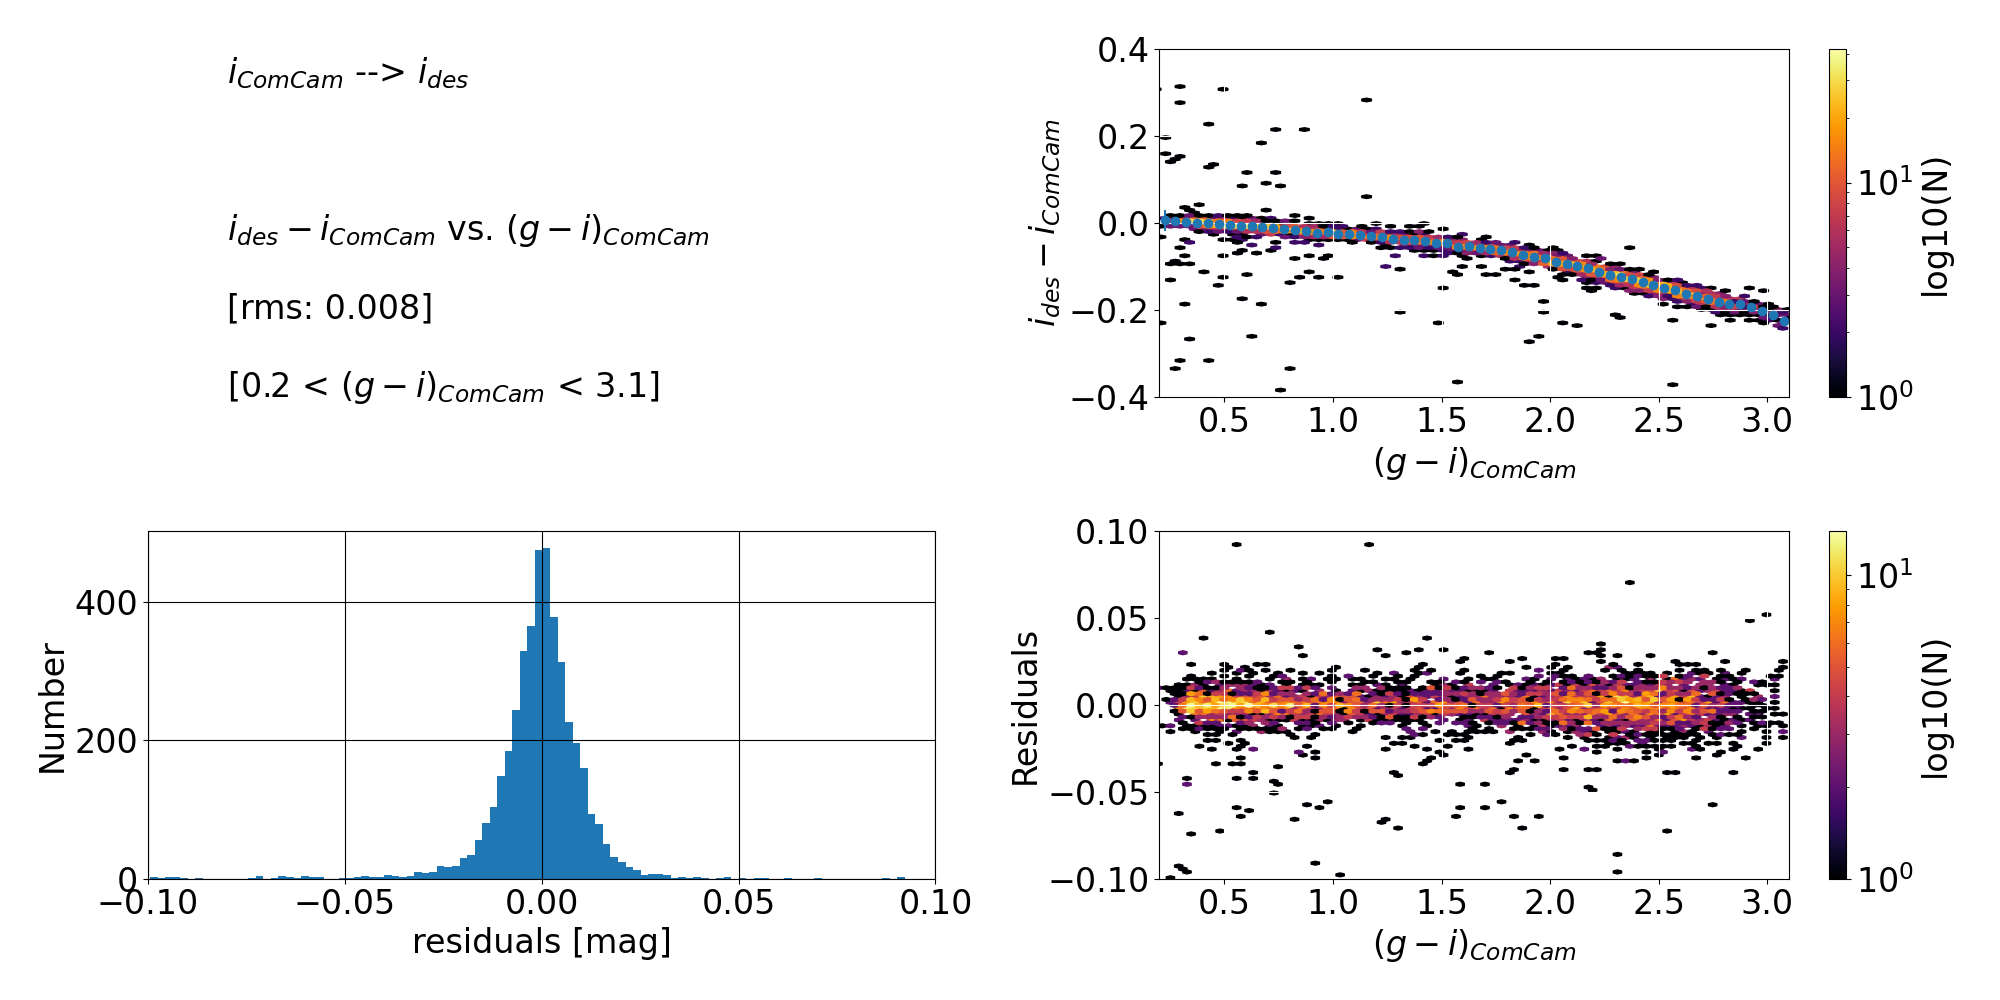 i_ComCam --> i_des
i_des − i_ComCam vs. (g − i)_ComCam
[rms: 0.008]
[0.2 < (g − i)_ComCam < 3.1]
i_des − i_ComCam
0.4
0.2
0.0
−0.2
−0.4
0.5 1.0 1.5 2.0 2.5 3.0
(g − i)_ComCam
10^1
10^0
log10(N)
Number
400
200
0
−0.10 −0.05 0.00 0.05 0.10
residuals [mag]
Residuals
0.10
0.05
0.00
−0.05
−0.10
0.5 1.0 1.5 2.0 2.5 3.0
(g − i)_ComCam
10^1
10^0
log10(N)